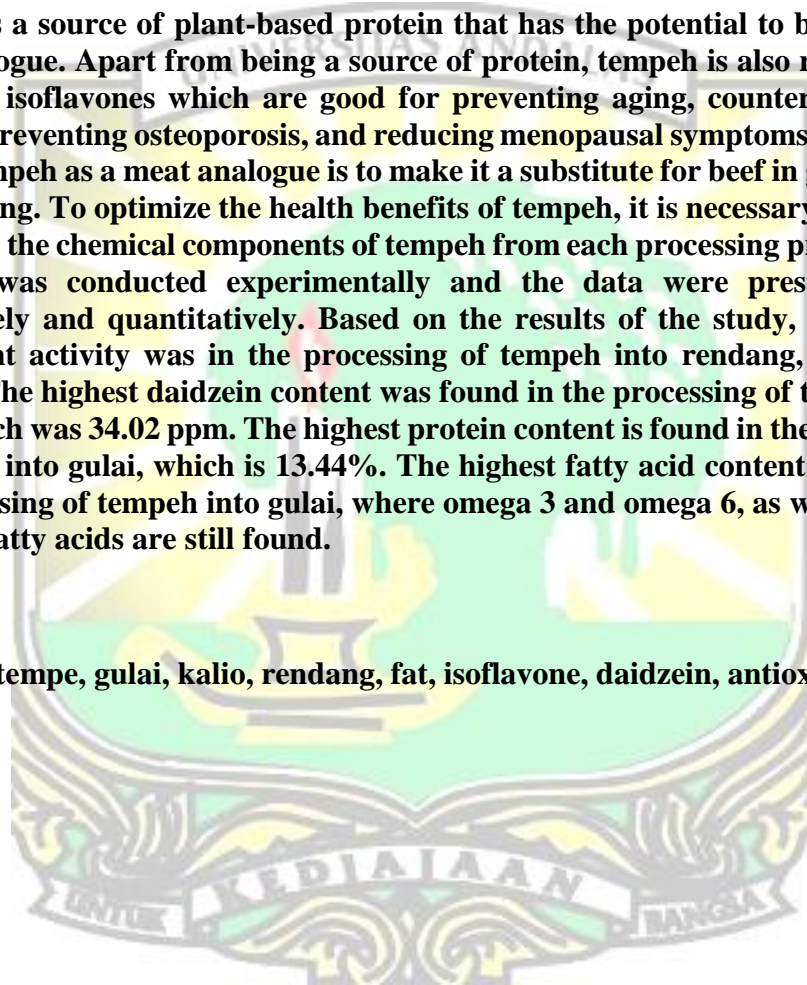 s a source of plant-based protein that has the potential to b
ogue. Apart from being a source of protein, tempeh is also
isoflavones which are good for preventing aging, counter
reventing osteoporosis, and reducing menopausal symptoms
npeh as a meat analogue is to make it a substitute for beef in
ng. To optimize the health benefits of tempeh, it is necessary
the chemical components of tempeh from each processing p
was conducted experimentally and the data were pres
ely and quantitatively. Based on the results of the study,
nt activity was in the processing of tempeh into rendang,
The highest daidzein content was found in the processing of t
ch was 34.02 ppm. The highest protein content is found in the
into gulai, which is 13.44%. The highest fatty acid content
sing of tempeh into gulai, where omega 3 and omega 6, as w
atty acids are still found.
tempe, gulai, kalio, rendang, fat, isoflavone, daidzein, antiox
UNIVERSITAS ANDALAS
UNTUK KEDJAJAAN BANGSA